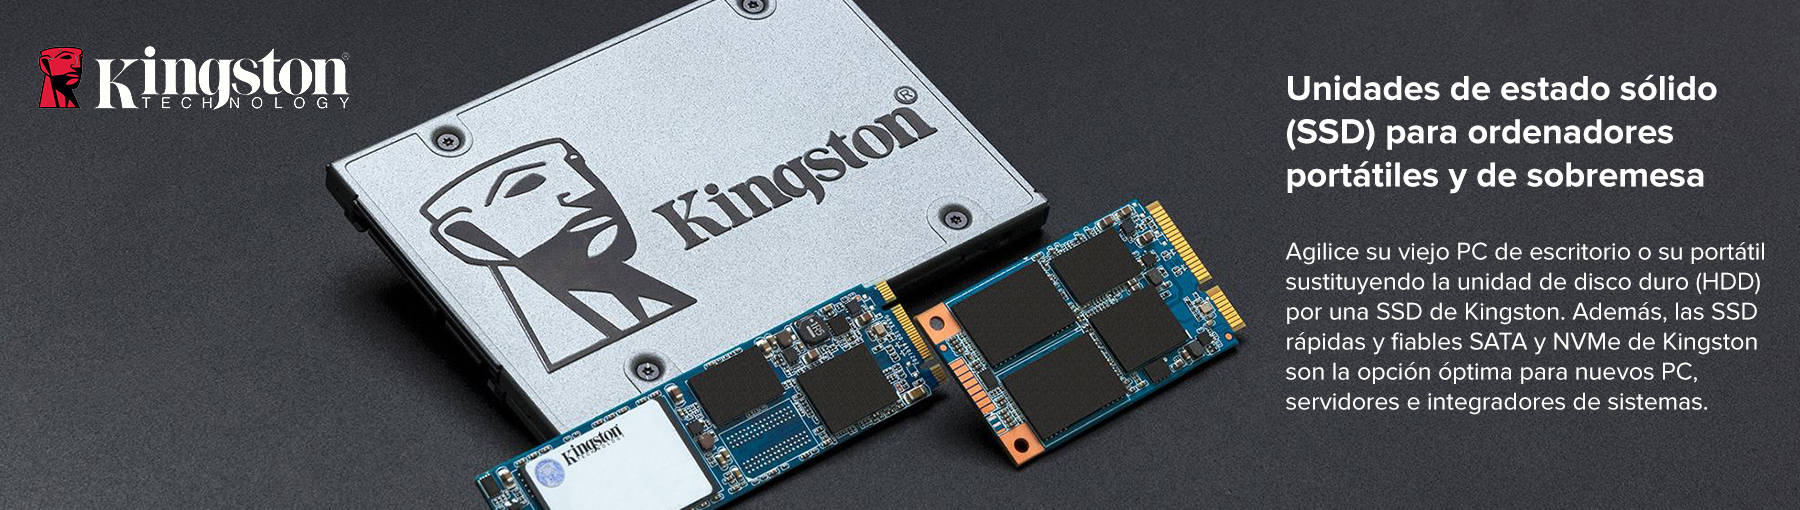 Kingston®
TECHNOLOGY
Kingston®
Kingston
TECHNOLOGY
Unidades de estado sólido
(SSD) para ordenadores
portátiles y de sobremesa
Agilice su viejo PC de escritorio o su portátil
sustituyendo la unidad de disco duro (HDD)
por una SSD de Kingston. Además, las SSD
rápidas y fiables SATA y NVMe de Kingston
son la opción óptima para nuevos PC,
servidores e integradores de sistemas.